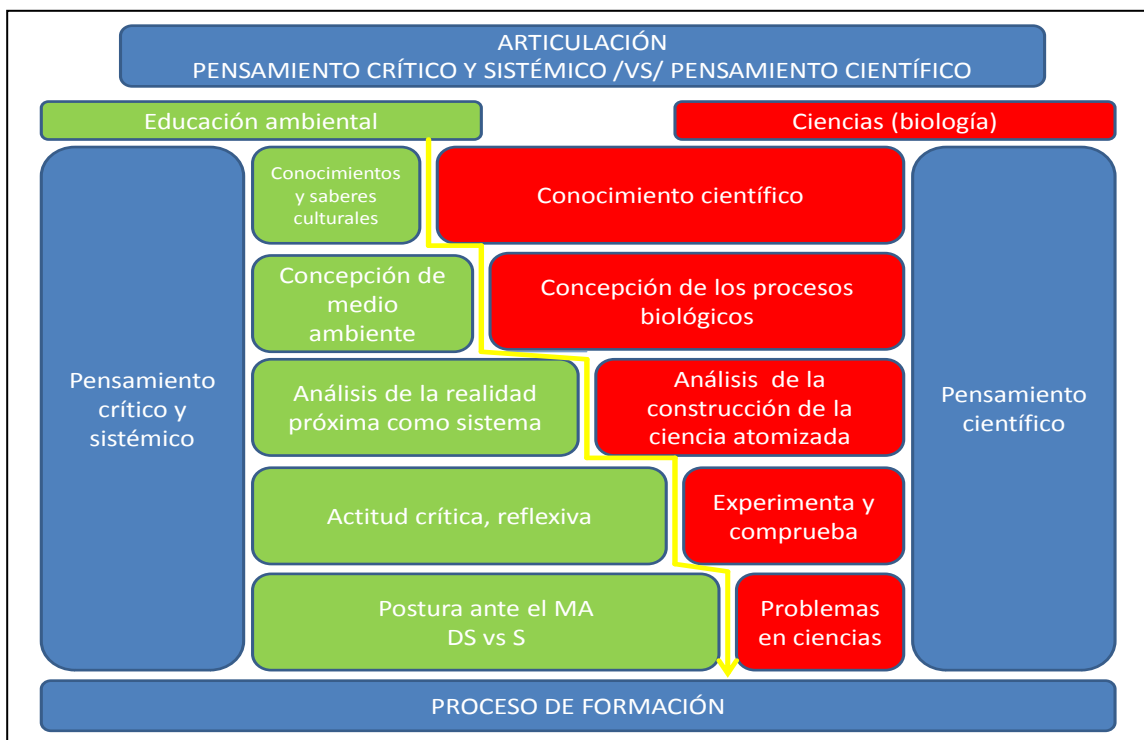 ARTICULACIÓN
PENSAMIENTO CRÍTICO Y SISTÉMICO /VS/ PENSAMIENTO CIENTÍFICO
Educación ambiental
Ciencias (biología)
Pensamiento
crítico y
sistémico
Conocimientos
y saberes
culturales
Conocimiento científico
Concepción de
medio
ambiente
Concepción de los procesos
biológicos
Análisis de la realidad
próxima como sistema
Análisis de la
construcción de la
ciencia atomizada
Actitud crítica, reflexiva
Experimenta y
comprueba
Postura ante el MA
DS vs S
Problemas
en ciencias
Pensamiento
científico
PROCESO DE FORMACIÓN